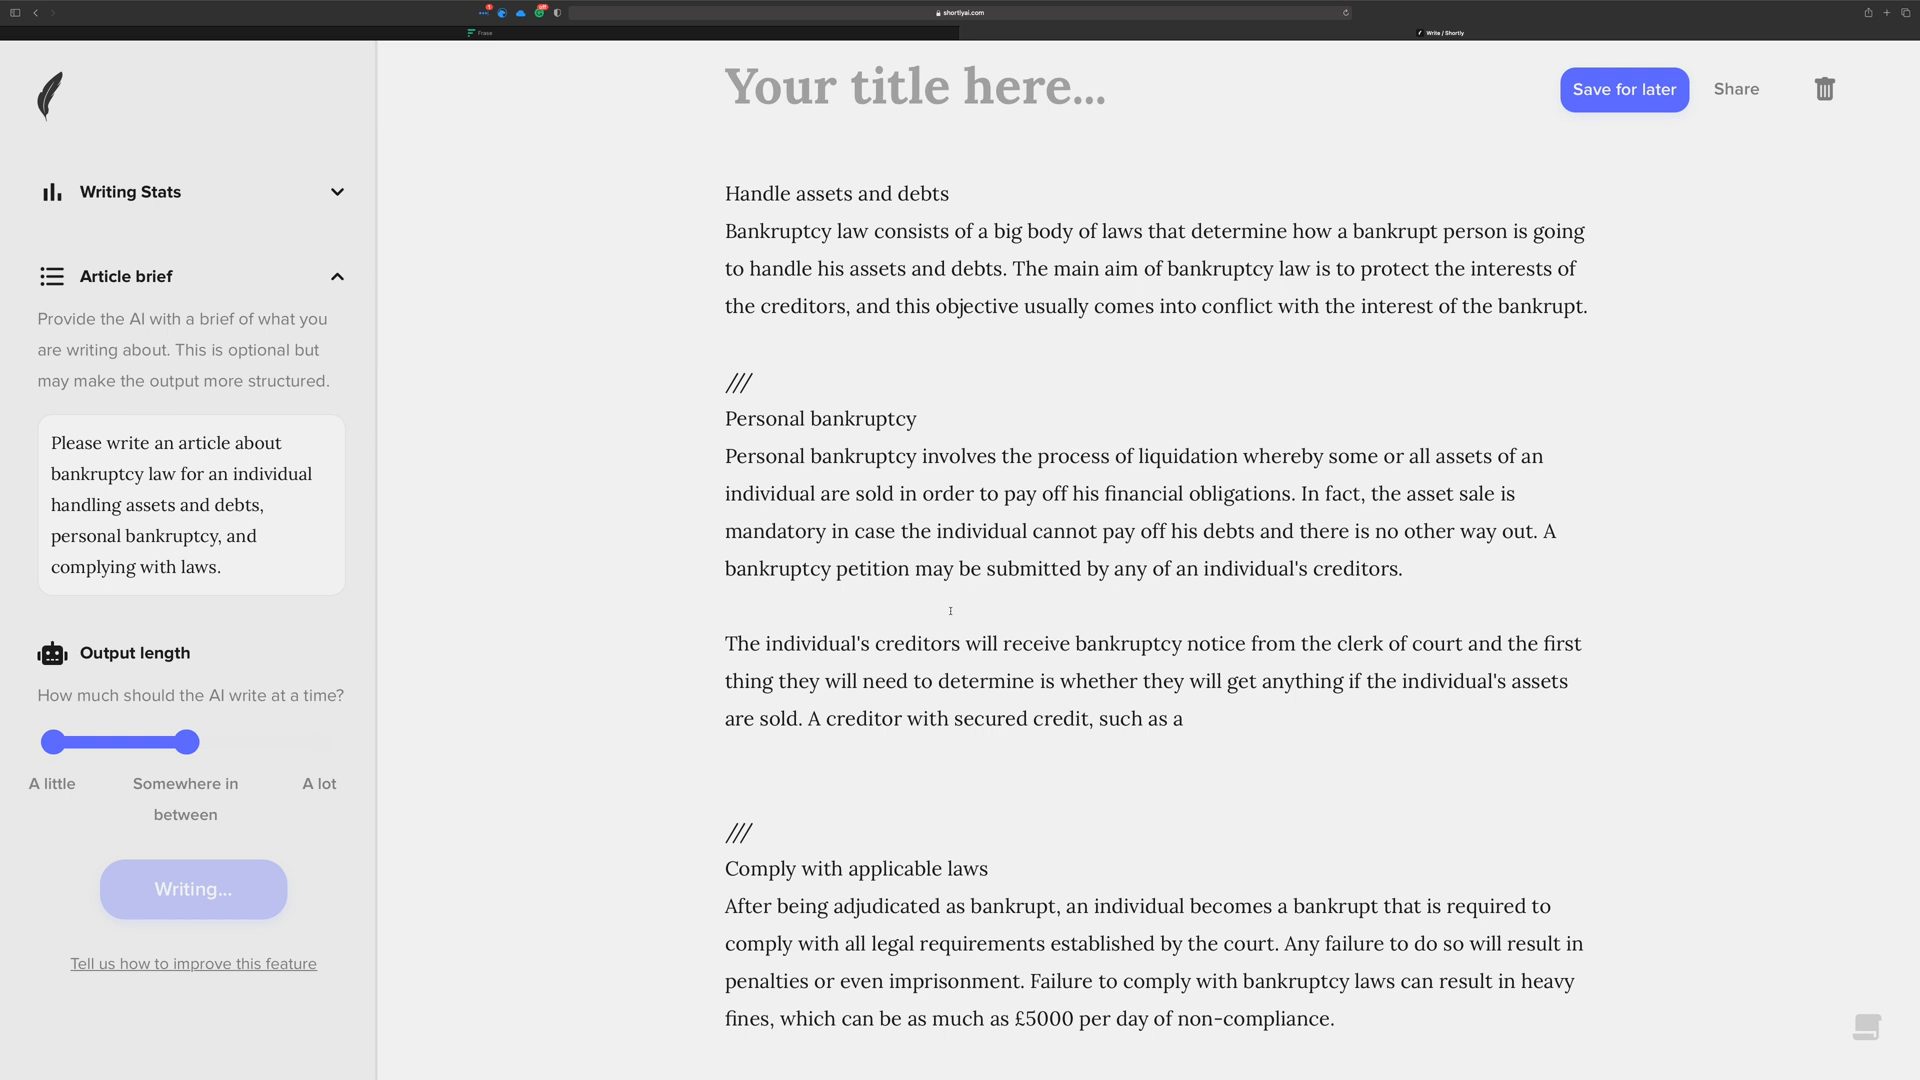 shortlyai.com
Frase
Write / Shortly
Your title here...
Save for later
Share
Writing Stats
Article brief
Provide the AI with a brief of what you
are writing about. This is optional but
may make the output more structured.
Please write an article about
bankruptcy law for an individual
handling assets and debts,
personal bankruptcy, and
complying with laws.
Output length
How much should the AI write at a time?
A little
Somewhere in
between
A lot
Writing...
Tell us how to improve this feature
Handle assets and debts
Bankruptcy law consists of a big body of laws that determine how a bankrupt person is going
to handle his assets and debts. The main aim of bankruptcy law is to protect the interests of
the creditors, and this objective usually comes into conflict with the interest of the bankrupt.
///
Personal bankruptcy
Personal bankruptcy involves the process of liquidation whereby some or all assets of an
individual are sold in order to pay off his financial obligations. In fact, the asset sale is
mandatory in case the individual cannot pay off his debts and there is no other way out. A
bankruptcy petition may be submitted by any of an individual's creditors.
The individual's creditors will receive bankruptcy notice from the clerk of court and the first
thing they will need to determine is whether they will get anything if the individual's assets
are sold. A creditor with secured credit, such as a
///
Comply with applicable laws
After being adjudicated as bankrupt, an individual becomes a bankrupt that is required to
comply with all legal requirements established by the court. Any failure to do so will result in
penalties or even imprisonment. Failure to comply with bankruptcy laws can result in heavy
fines, which can be as much as £5000 per day of non-compliance.